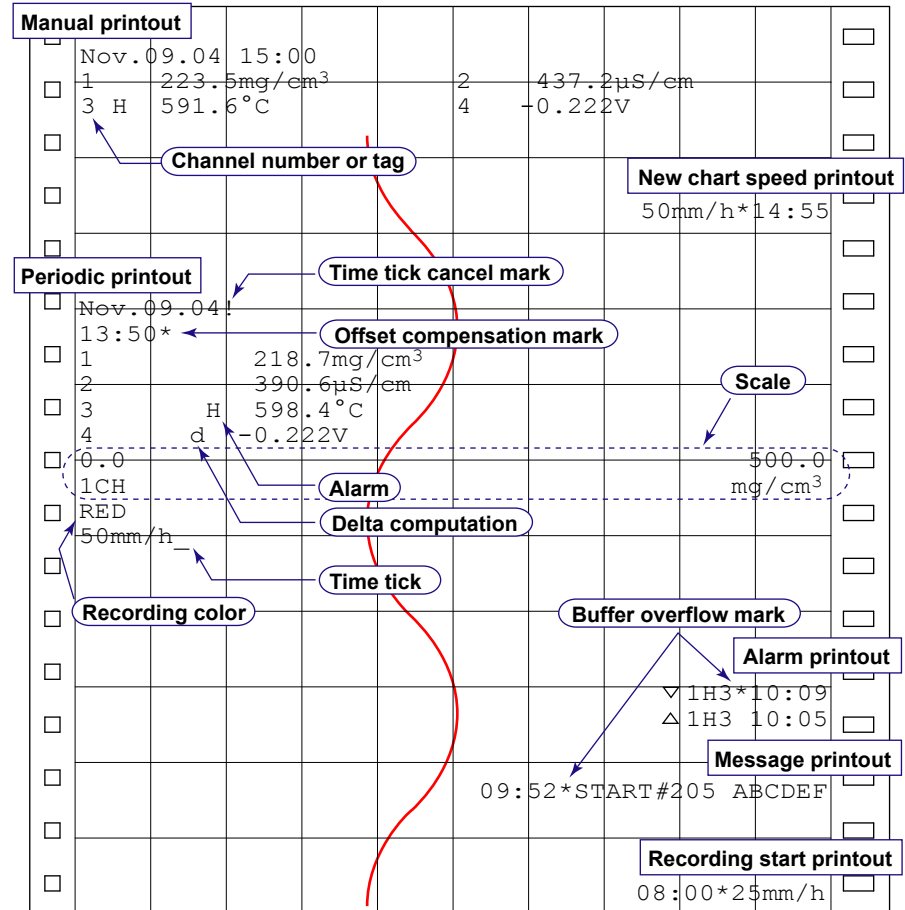 Manual printout
Nov.09.04 15:00
1 223.5mg/cm³ 2 437.2µS/cm
3 H 591.6°C 4 -0.222V
Channel number or tag
New chart speed printout
50mm/h*14:55
Periodic printout
Time tick cancel mark
Nov.09.04!
13:50*
Offset compensation mark
1 218.7mg/cm³
2 390.6µS/cm
Scale
3 H 598.4°C
4 d -0.222V
0.0 500.0
1CH mg/cm³
Alarm
RED
Delta computation
50mm/h_
Time tick
Recording color
Buffer overflow mark
Alarm printout
▽1H3*10:09
△1H3 10:05
Message printout
09:52*START#205 ABCDEF
Recording start printout
08:00*25mm/h